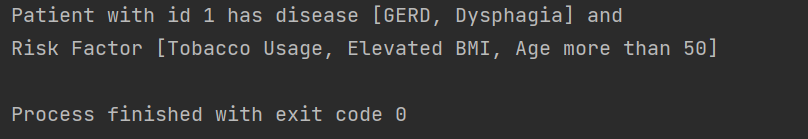 Patient with id 1 has disease [GERD, Dysphagia] and
Risk Factor [Tobacco Usage, Elevated BMI, Age more than 50]
Process finished with exit code 0